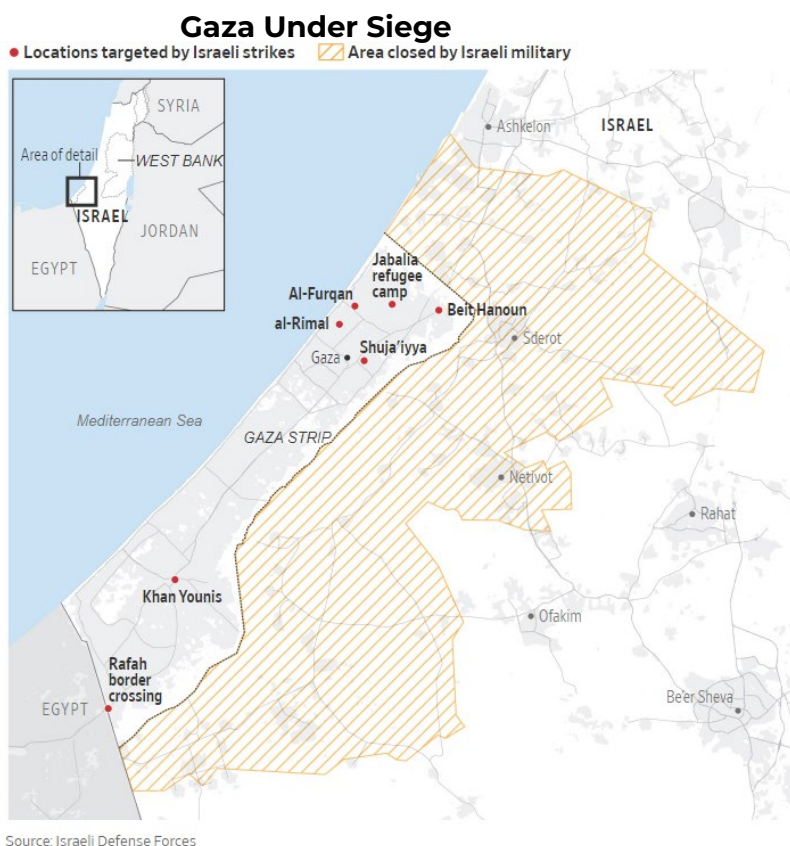 Gaza Under Siege
Locations targeted by Israeli strikes
Area closed by Israeli military
SYRIA
Area of detail
WEST BANK
ISRAEL
JORDAN
EGYPT
Ashkelon
ISRAEL
Jabalia
refugee
camp
Al-Furqan
Beit Hanoun
al-Rimal
Sderot
Shuja’iyya
Gaza
Mediterranean Sea
GAZA STRIP
Netivot
Rahat
Khan Younis
Ofakim
Rafah
border
crossing
EGYPT
Be'er Sheva
Source: Israeli Defense Forces